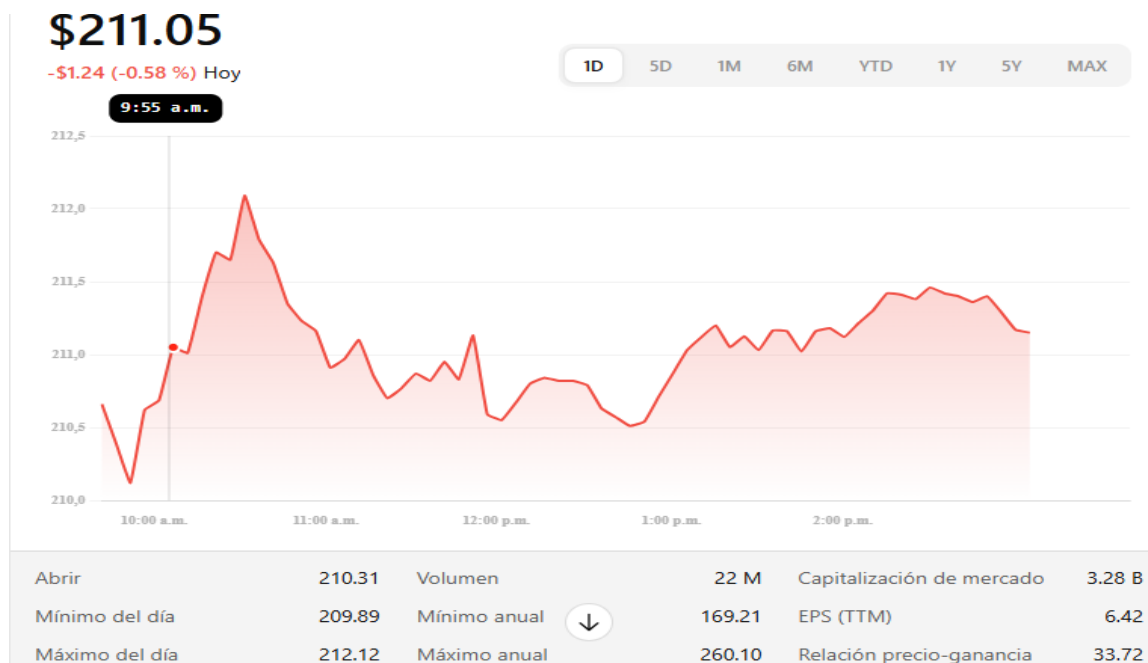 $211.05
-$1.24 (-0.58 %) Hoy
1D 5D 1M 6M YTD 1Y 5Y MAX
9:55 a.m.
212,5
212,0
211,5
211,0
210,5
210,0
10:00 a.m. 11:00 a.m. 12:00 p.m. 1:00 p.m. 2:00 p.m.
Abrir 210.31 Volumen 22 M Capitalización de mercado 3.28 B
Mínimo del día 209.89 Mínimo anual 169.21 EPS (TTM) 6.42
Máximo del día 212.12 Máximo anual 260.10 Relación precio-ganancia 33.72